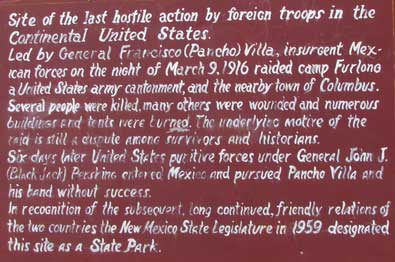 Site of the last hostile action by foreign troops in the
Continental United States.
Led by General Francisco (Pancho) Villa, insurgent Mex-
ican forces on the night of March 9, 1916 raided camp Furlong
a United States army cantonment, and the nearby town of Columbus.
Several people were killed, many others were wounded and numerous
buildings and tents were burned. The underlying motive of the
raid is still a dispute among survivors and historians.
Six days later United States punitive forces under General John J.
(Black Jack) Pershing entered Mexico and pursued Pancho Villa and
his band without success.
In recognition of the subsequent, long continued, friendly relations of
the two countries the New Mexico State Legislature in 1959 designated
this site as a State Park.